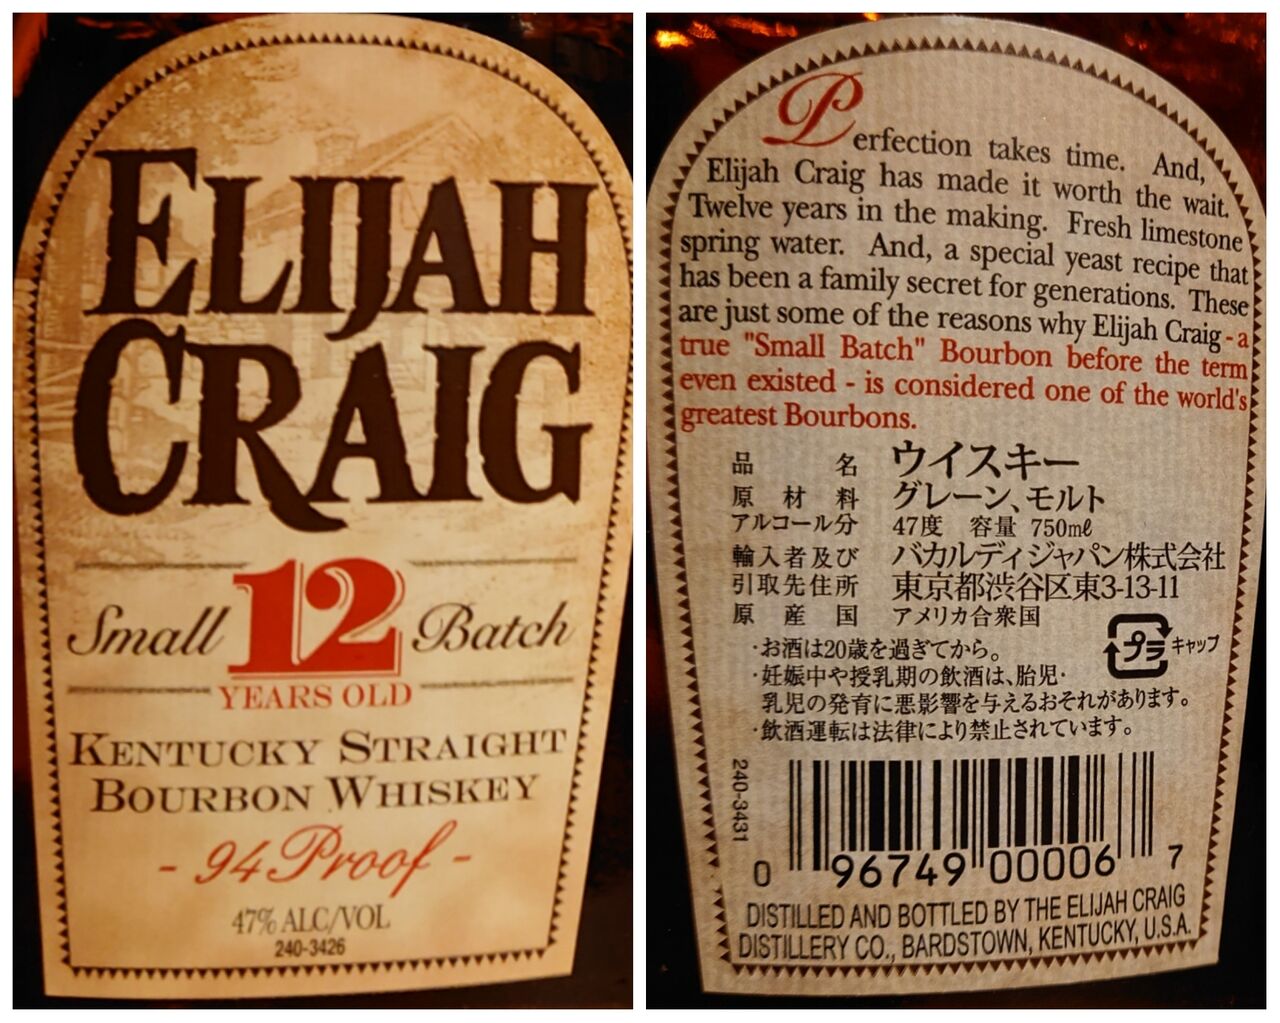 ELIJAH
CRAIG
Small 12 Batch
YEARS OLD
KENTUCKY STRAIGHT
BOURBON WHISKEY
- 94 Proof -
47% ALC/VOL
240-3426
Perfection takes time. And,
Elijah Craig has made it worth the wait.
Twelve years in the making. Fresh limestone
spring water. And, a special yeast recipe that
has been a family secret for generations. These
are just some of the reasons why Elijah Craig - a
true "Small Batch" Bourbon before the term
even existed - is considered one of the world's
greatest Bourbons.
品名 ウイスキー
原材料 グレーン、モルト
アルコール分 47度 容量 750mℓ
輸入者及び バカルディジャパン株式会社
引取先住所 東京都渋谷区東3-13-11
原産国 アメリカ合衆国
・お酒は20歳を過ぎてから。
プラ キャップ
・妊娠中や授乳期の飲酒は、胎児・
乳児の発育に悪影響を与えるおそれがあります。
・飲酒運転は法律により禁止されています。
240-3431
0 96749 00006 7
DISTILLED AND BOTTLED BY THE ELIJAH CRAIG
DISTILLERY CO., BARDSTOWN, KENTUCKY, U.S.A.